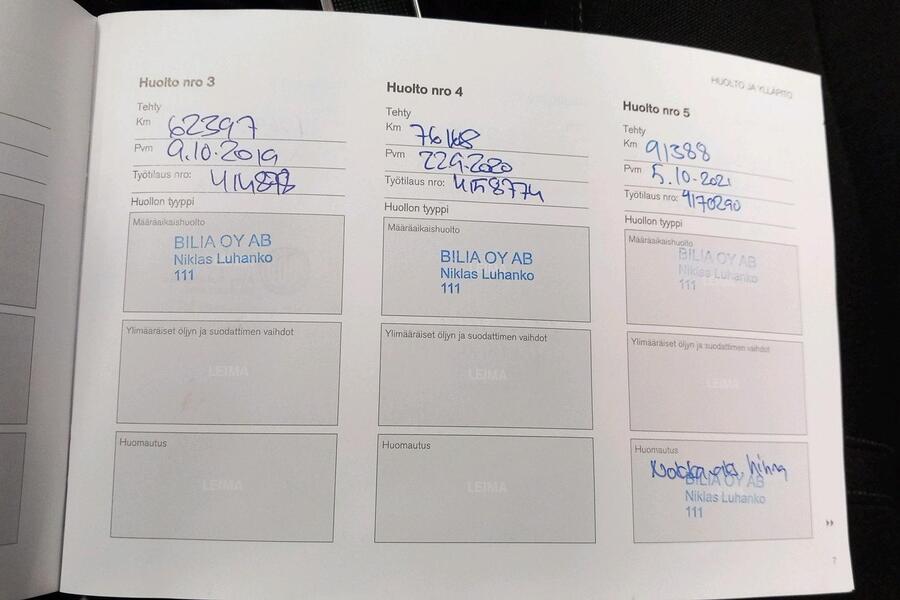 HUOLTO JA YLLÄPITO
Huolto nro 3
Tehty
Km 62397
Pvm 9.10.2019
Työtilaus nro:
Huollon tyyppi
Määräaikaishuolto
BILIA OY AB
Niklas Luhanko
111
Ylimääräiset öljyn ja suodattimen vaihdot
LEIMA
Huomautus
LEIMA
Huolto nro 4
Tehty
Km 76168
Pvm 22.9.2020
Työtilaus nro: 4158774
Huollon tyyppi
Määräaikaishuolto
BILIA OY AB
Niklas Luhanko
111
Ylimääräiset öljyn ja suodattimen vaihdot
LEIMA
Huomautus
LEIMA
Huolto nro 5
Tehty
Km 91388
Pvm 5.10-2021
Työtilaus nro: 4170290
Huollon tyyppi
Määräaikaishuolto
BILIA OY AB
Niklas Luhanko
111
Ylimääräiset öljyn ja suodattimen vaihdot
LEIMA
Huomautus
hihna
BILIA OY AB
Niklas Luhanko
111
7